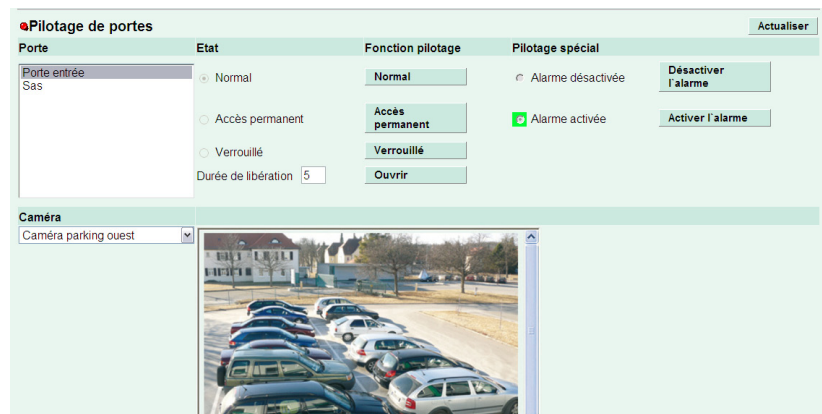 Pilotage de portes
Actualiser
Porte Etat Fonction pilotage Pilotage spécial
Porte entrée
Sas
Normal
Normal
Alarme désactivée
Désactiver
l`alarme
Accès permanent
Accès
permanent
Alarme activée
Activer l`alarme
Verrouillé
Verrouillé
Durée de libération 5
Ouvrir
Caméra
Caméra parking ouest